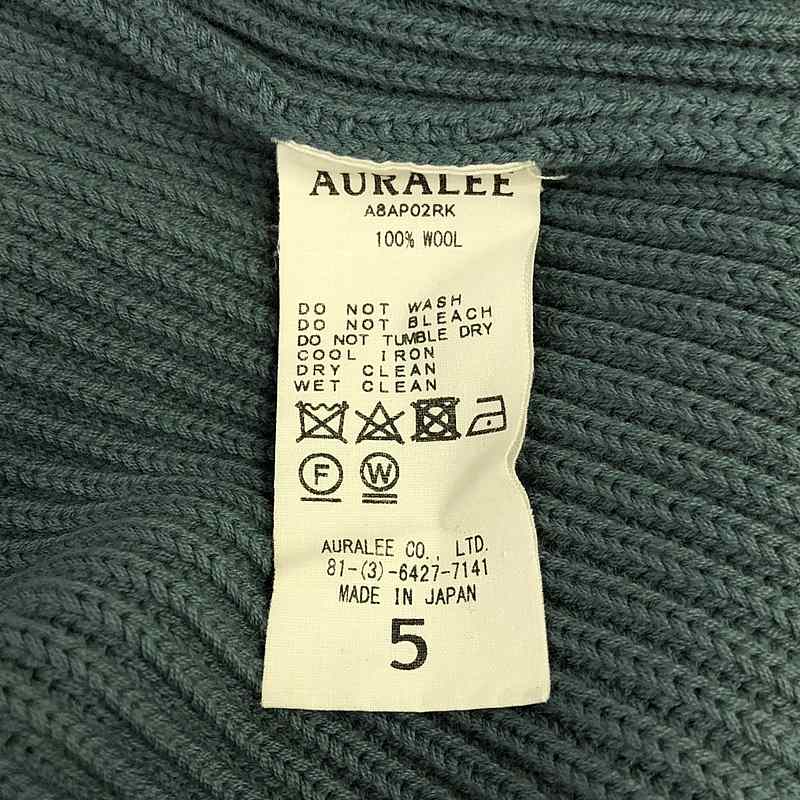 AURALEE
A8AP02RK
100% WOOL
DO NOT WASH
DO NOT BLEACH
DO NOT TUMBLE DRY
COOL IRON
DRY CLEAN
WET CLEAN
F W
AURALEE CO., LTD.
81-(3)-6427-7141
MADE IN JAPAN
5